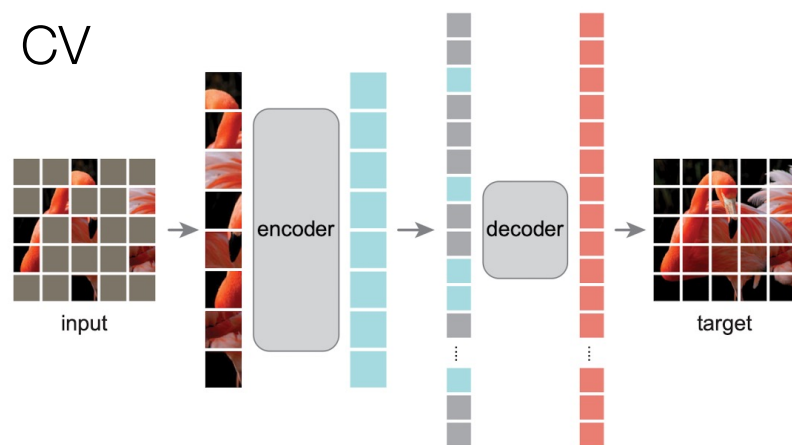 CV
encoder
decoder
input
target